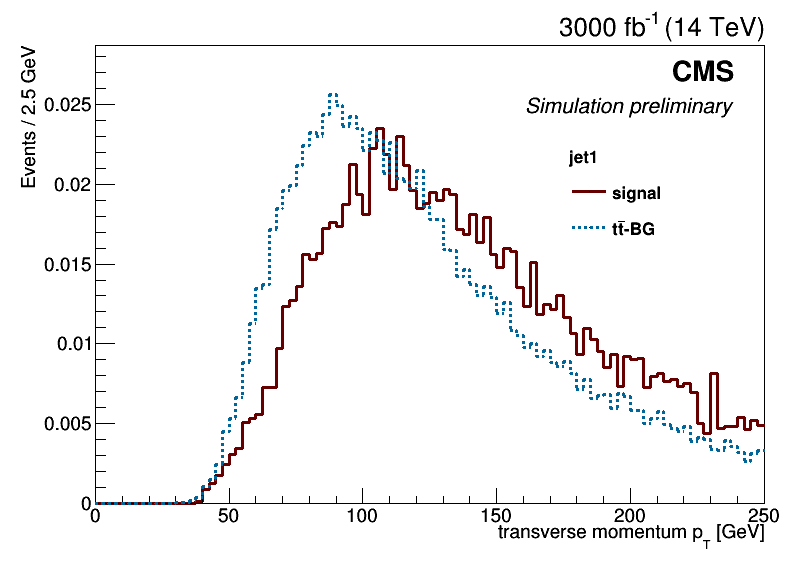 3000 fb⁻¹ (14 TeV)
Events / 2.5 GeV
CMS
Simulation preliminary
jet1
signal
tt̄-BG
0.025
0.02
0.015
0.01
0.005
0
0 50 100 150 200 250
transverse momentum p_T [GeV]